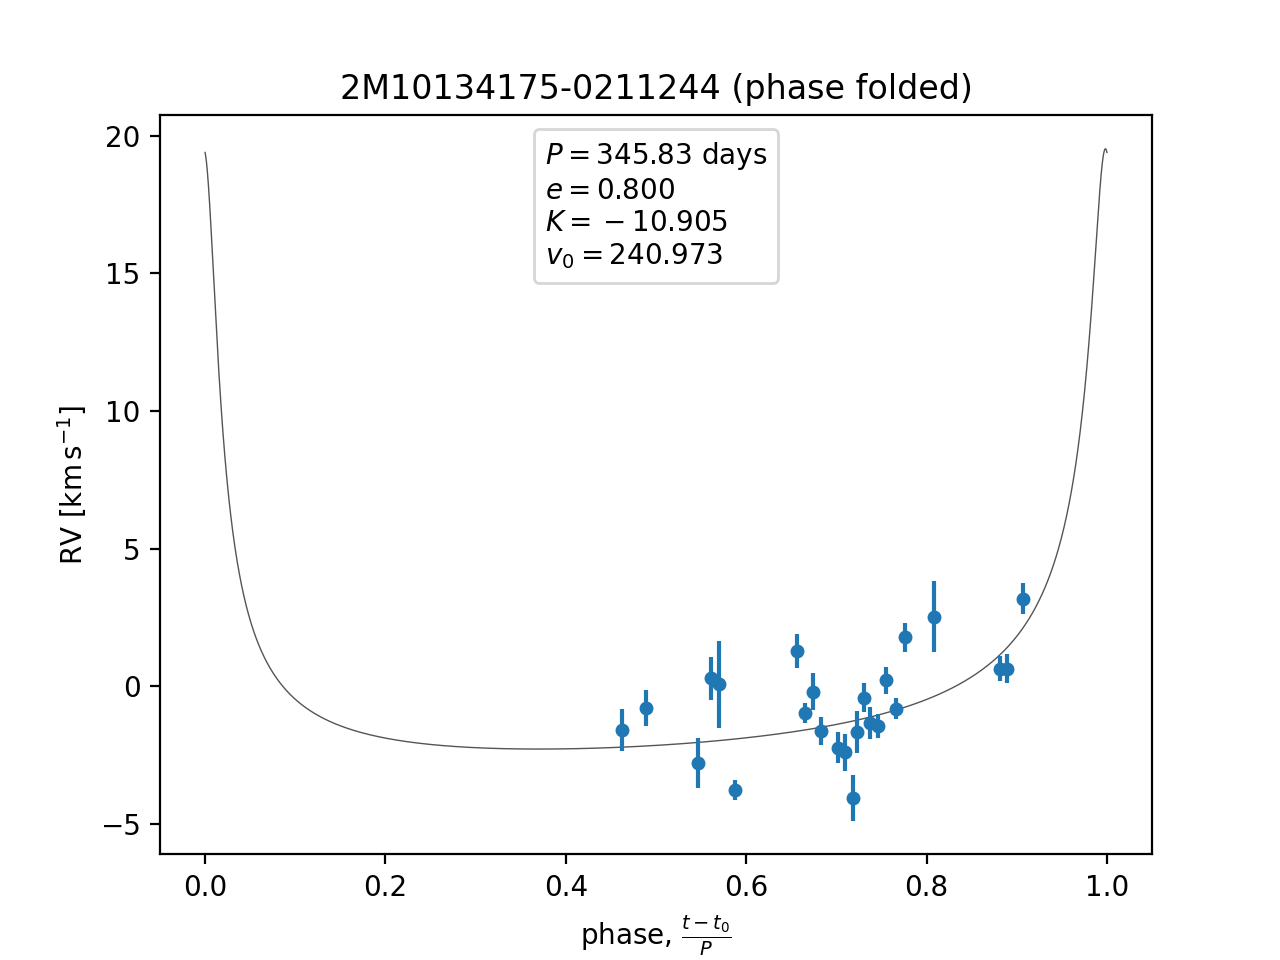 2M10134175-0211244 (phase folded)
P = 345.83 days
e = 0.800
K = −10.905
v₀ = 240.973
RV [km s⁻¹]
20
15
10
5
0
−5
0.0 0.2 0.4 0.6 0.8 1.0
phase, (t − t₀)/P